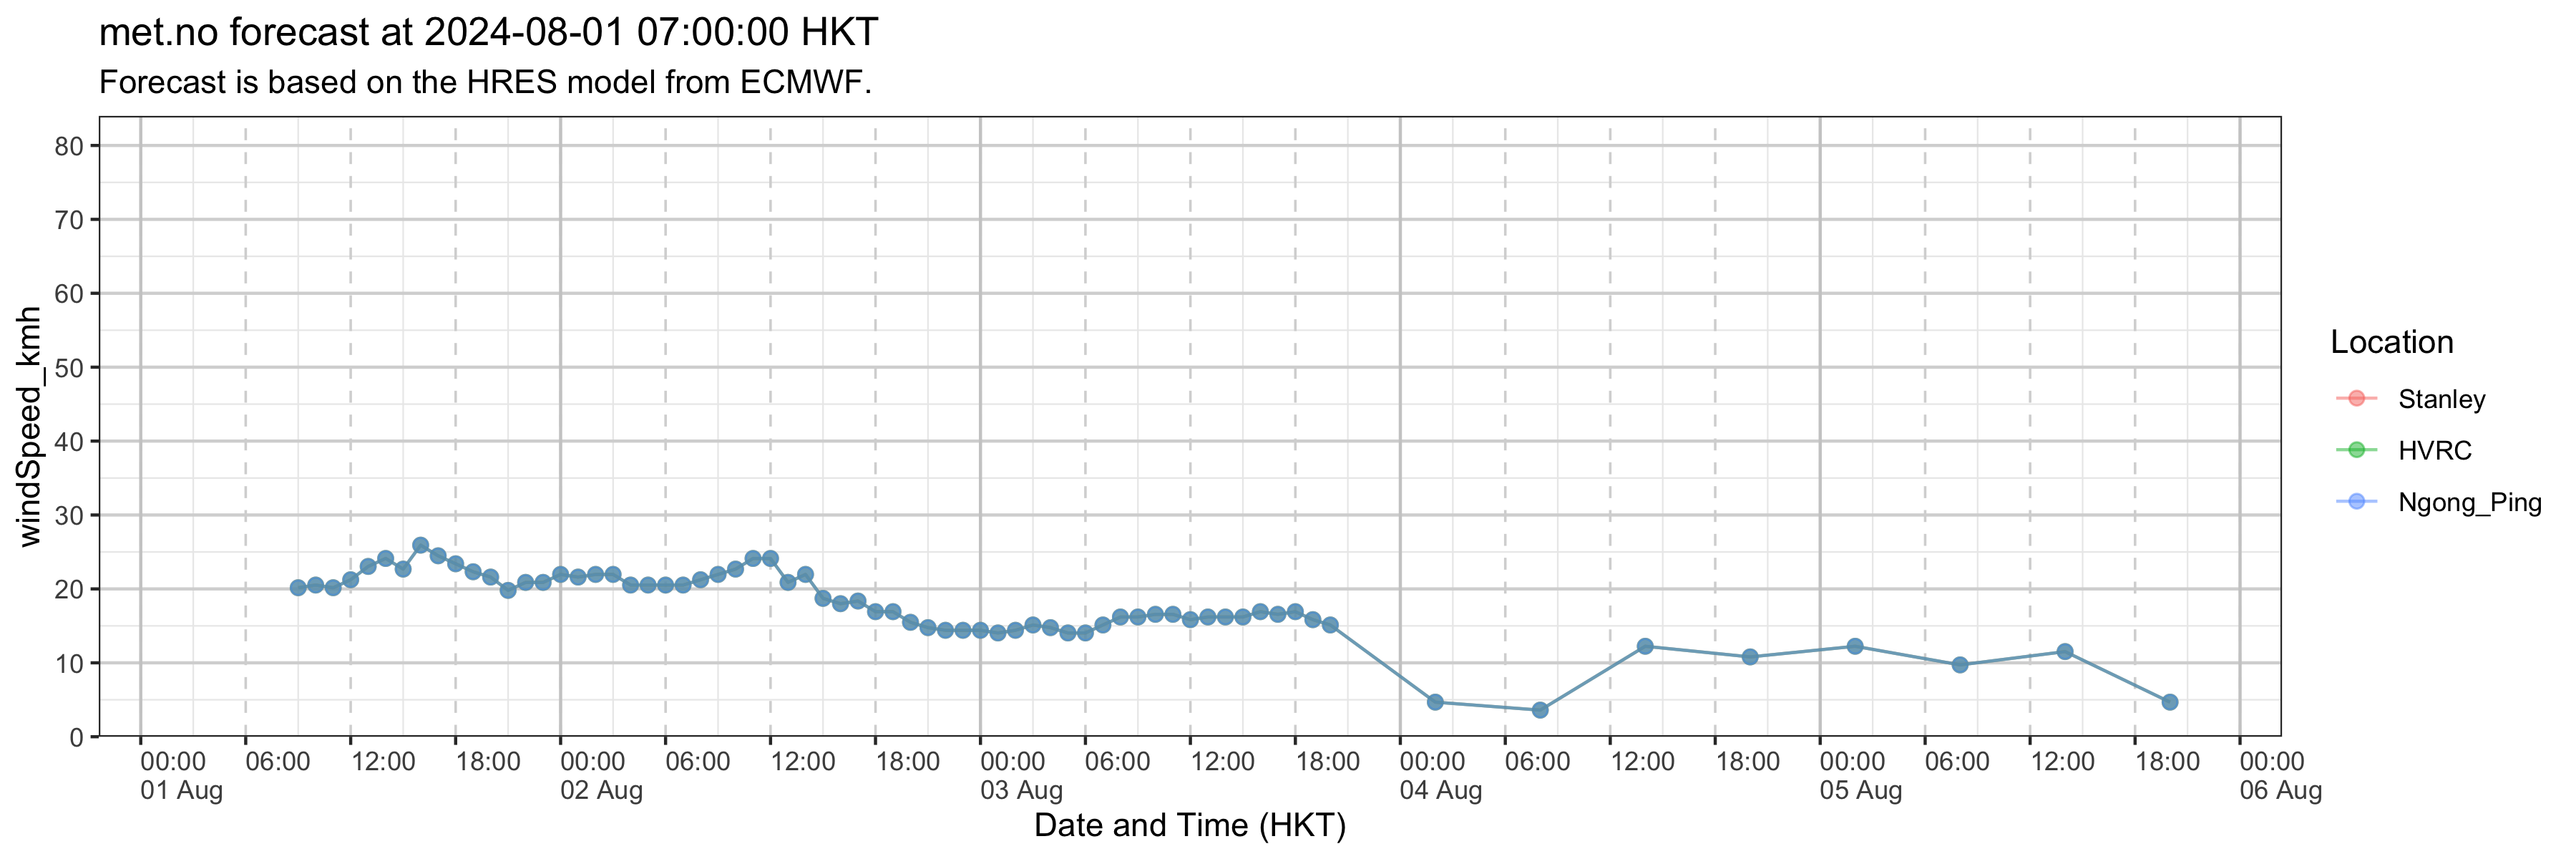 met.no forecast at 2024-08-01 07:00:00 HKT
Forecast is based on the HRES model from ECMWF.
80
70
60
50
40
30
20
10
0
windSpeed_kmh
00:00 06:00 12:00 18:00 00:00 06:00 12:00 18:00 00:00 06:00 12:00 18:00 00:00 06:00 12:00 18:00 00:00 06:00 12:00 18:00 00:00
01 Aug 02 Aug 03 Aug 04 Aug 05 Aug 06 Aug
Date and Time (HKT)
Location
Stanley
HVRC
Ngong_Ping